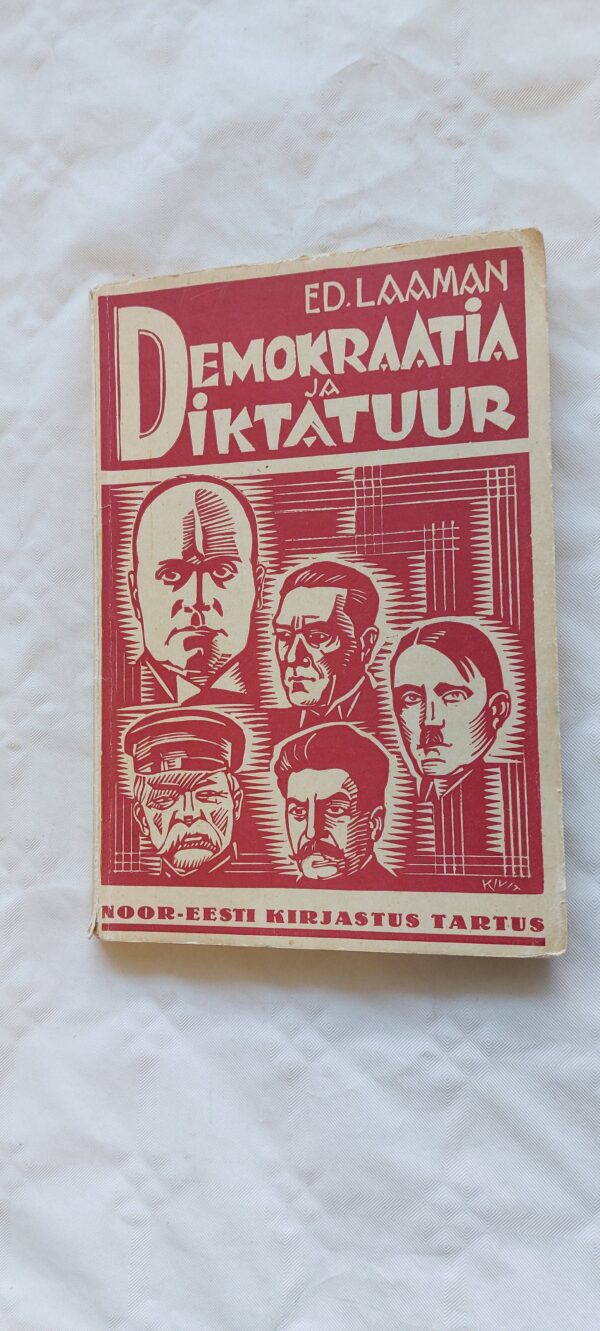 ED. LAAMAN
DEMOKRAATIA
JA
DIKTATUUR
NOOR-EESTI KIRJASTUS TARTUS